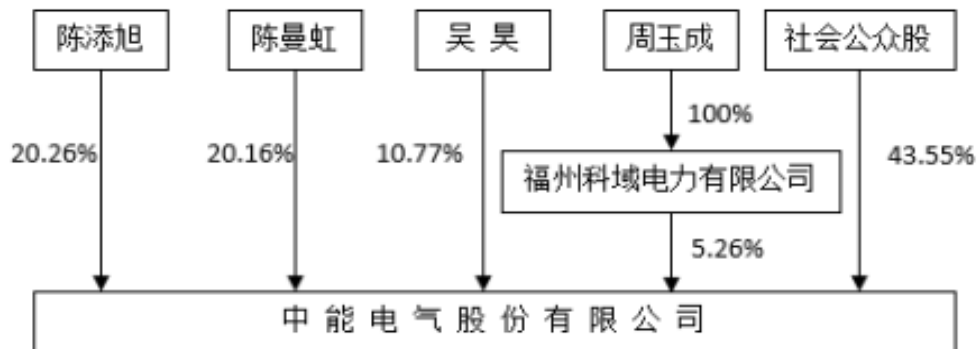 陈添旭
陈曼虹
吴 昊
周玉成
社会公众股
100%
20.26%
20.16%
10.77%
43.55%
福州科域电力有限公司
5.26%
中 能 电 气 股 份 有 限 公 司